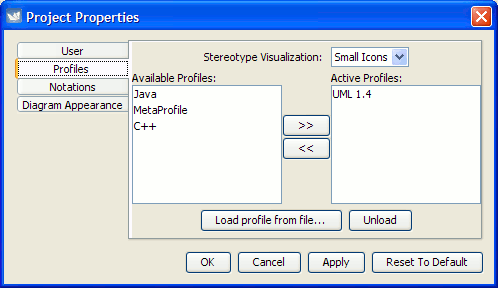 Project Properties
User
Profiles
Notations
Diagram Appearance
Stereotype Visualization: Small Icons
Available Profiles:
Java
MetaProfile
C++
>>
<<
Active Profiles:
UML 1.4
Load profile from file... Unload
OK Cancel Apply Reset To Default